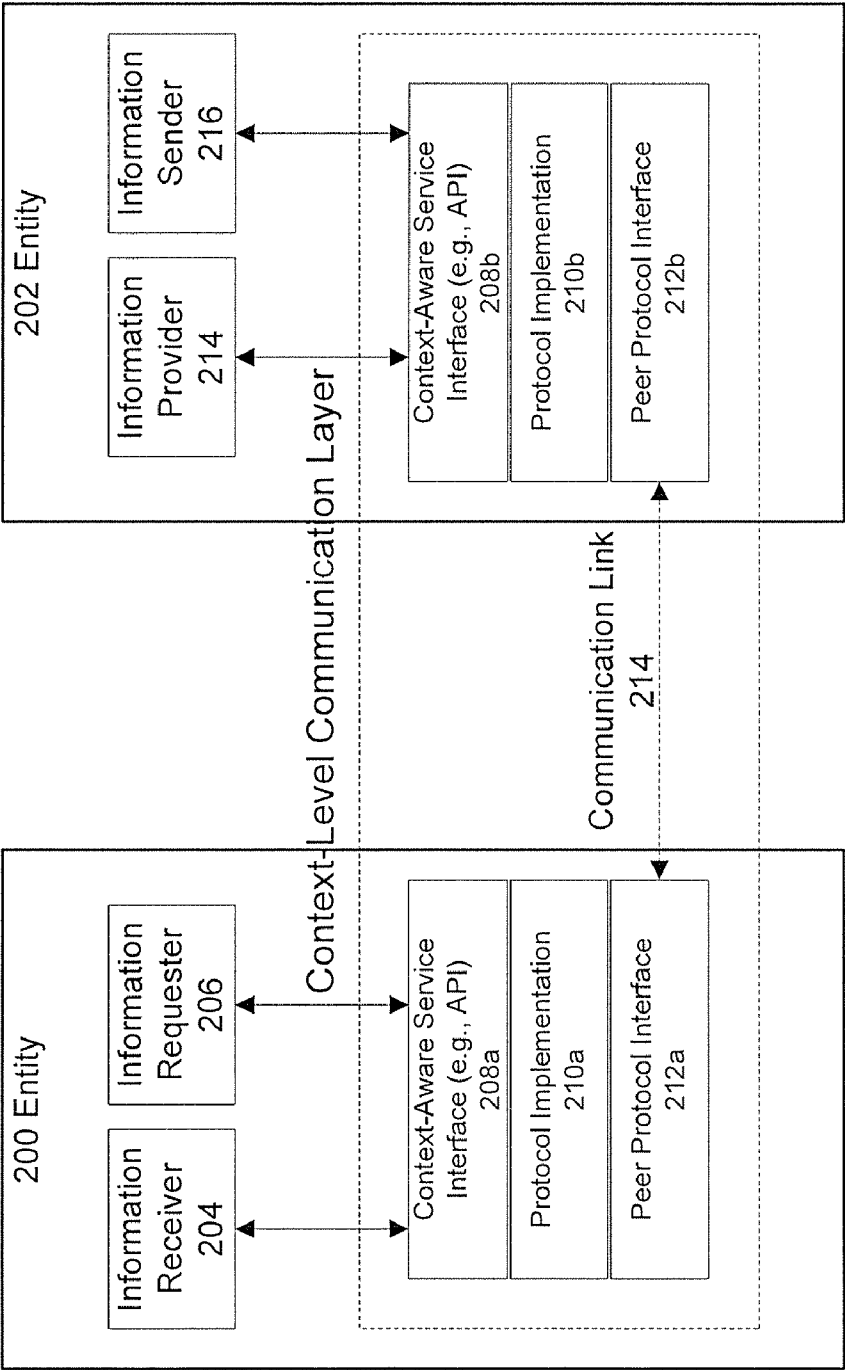 200 Entity
Information
Receiver
204
Information
Requester
206
Context-Level Communication Layer
Context-Aware Service
Interface (e.g., API)
208a
Protocol Implementation
210a
Peer Protocol Interface
212a
Communication Link
214
202 Entity
Information
Provider
214
Information
Sender
216
Context-Aware Service
Interface (e.g., API)
208b
Protocol Implementation
210b
Peer Protocol Interface
212b